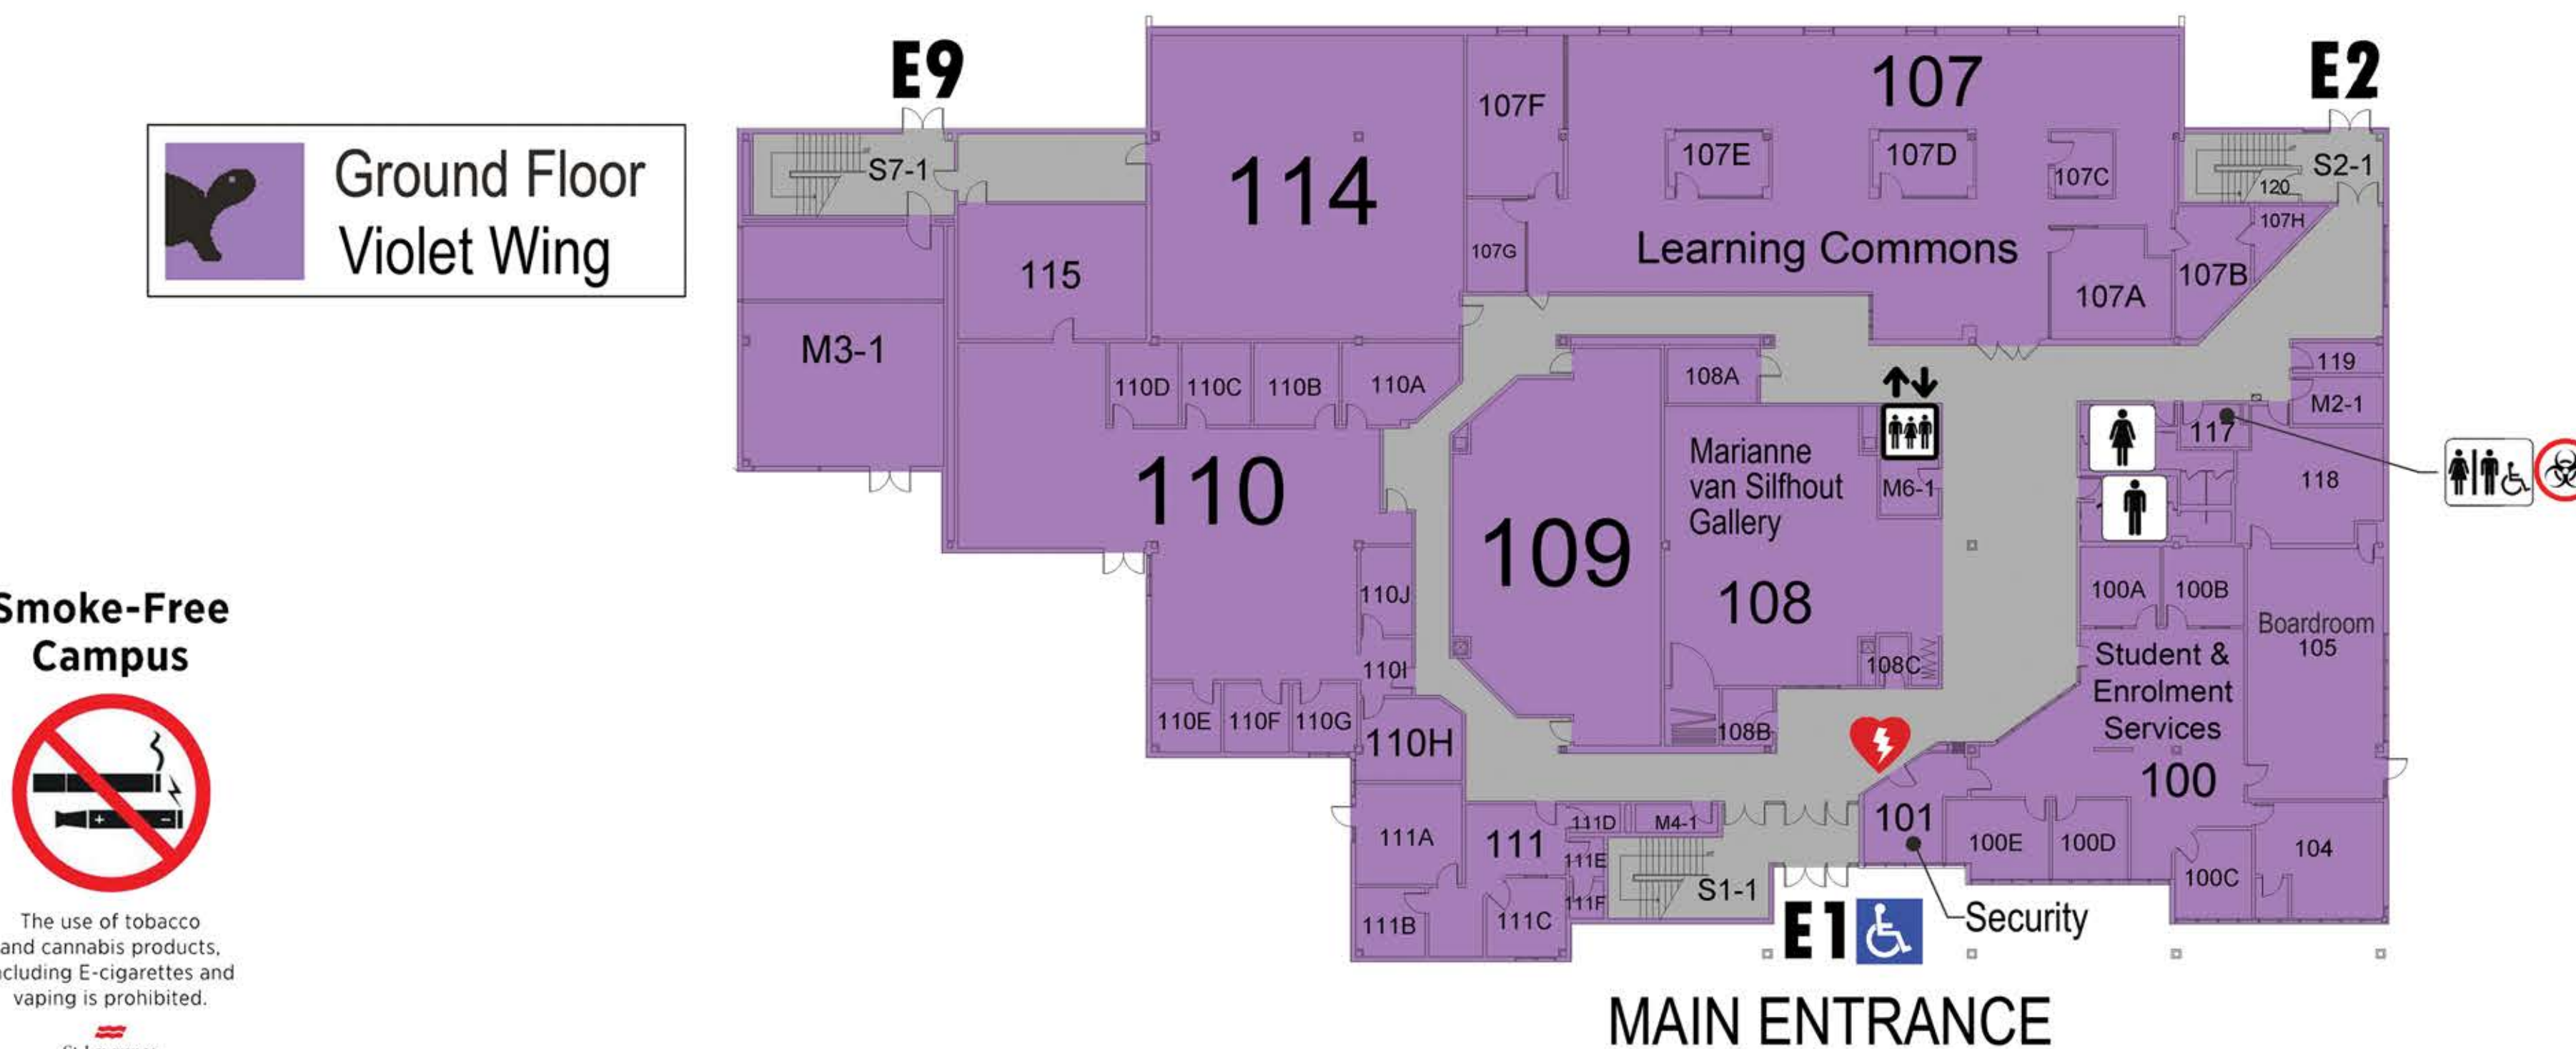 Ground Floor
Violet Wing
E9
E2
S7-1
S2-1
120
114
107
107F
107E
107D
107C
107H
107G
Learning Commons
107A
107B
115
M3-1
119
M2-1
110D
110C
110B
110A
108A
117
118
110
109
Marianne
van Silfhout
Gallery
M6-1
108
108C
108B
100A
100B
Boardroom
105
Student &
Enrolment
Services
100
110J
110I
110E
110F
110G
110H
111A
111
111D
M4-1
111E
111F
111B
111C
S1-1
101
100E
100D
100C
104
Security
E1
MAIN ENTRANCE
Smoke-Free
Campus
The use of tobacco
and cannabis products,
including E-cigarettes and
vaping is prohibited.